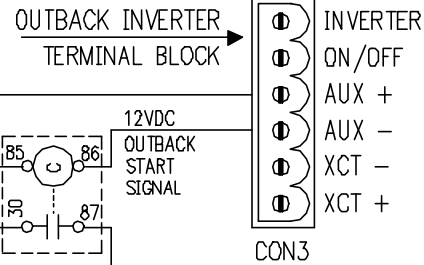 OUTBACK INVERTER
TERMINAL BLOCK
INVERTER
ON/OFF
AUX +
AUX -
XCT -
XCT +
12VDC
OUTBACK
START
SIGNAL
85
86
C
30
87
CON3